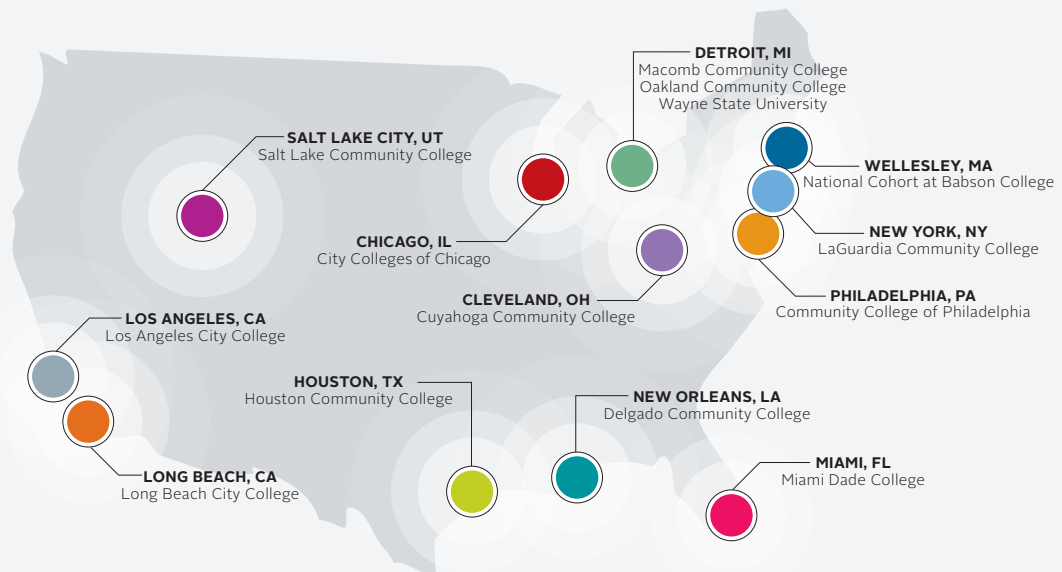 DETROIT, MI
Macomb Community College
Oakland Community College
Wayne State University
SALT LAKE CITY, UT
Salt Lake Community College
WELLESLEY, MA
National Cohort at Babson College
NEW YORK, NY
LaGuardia Community College
CHICAGO, IL
City Colleges of Chicago
CLEVELAND, OH
Cuyahoga Community College
PHILADELPHIA, PA
Community College of Philadelphia
LOS ANGELES, CA
Los Angeles City College
HOUSTON, TX
Houston Community College
NEW ORLEANS, LA
Delgado Community College
LONG BEACH, CA
Long Beach City College
MIAMI, FL
Miami Dade College